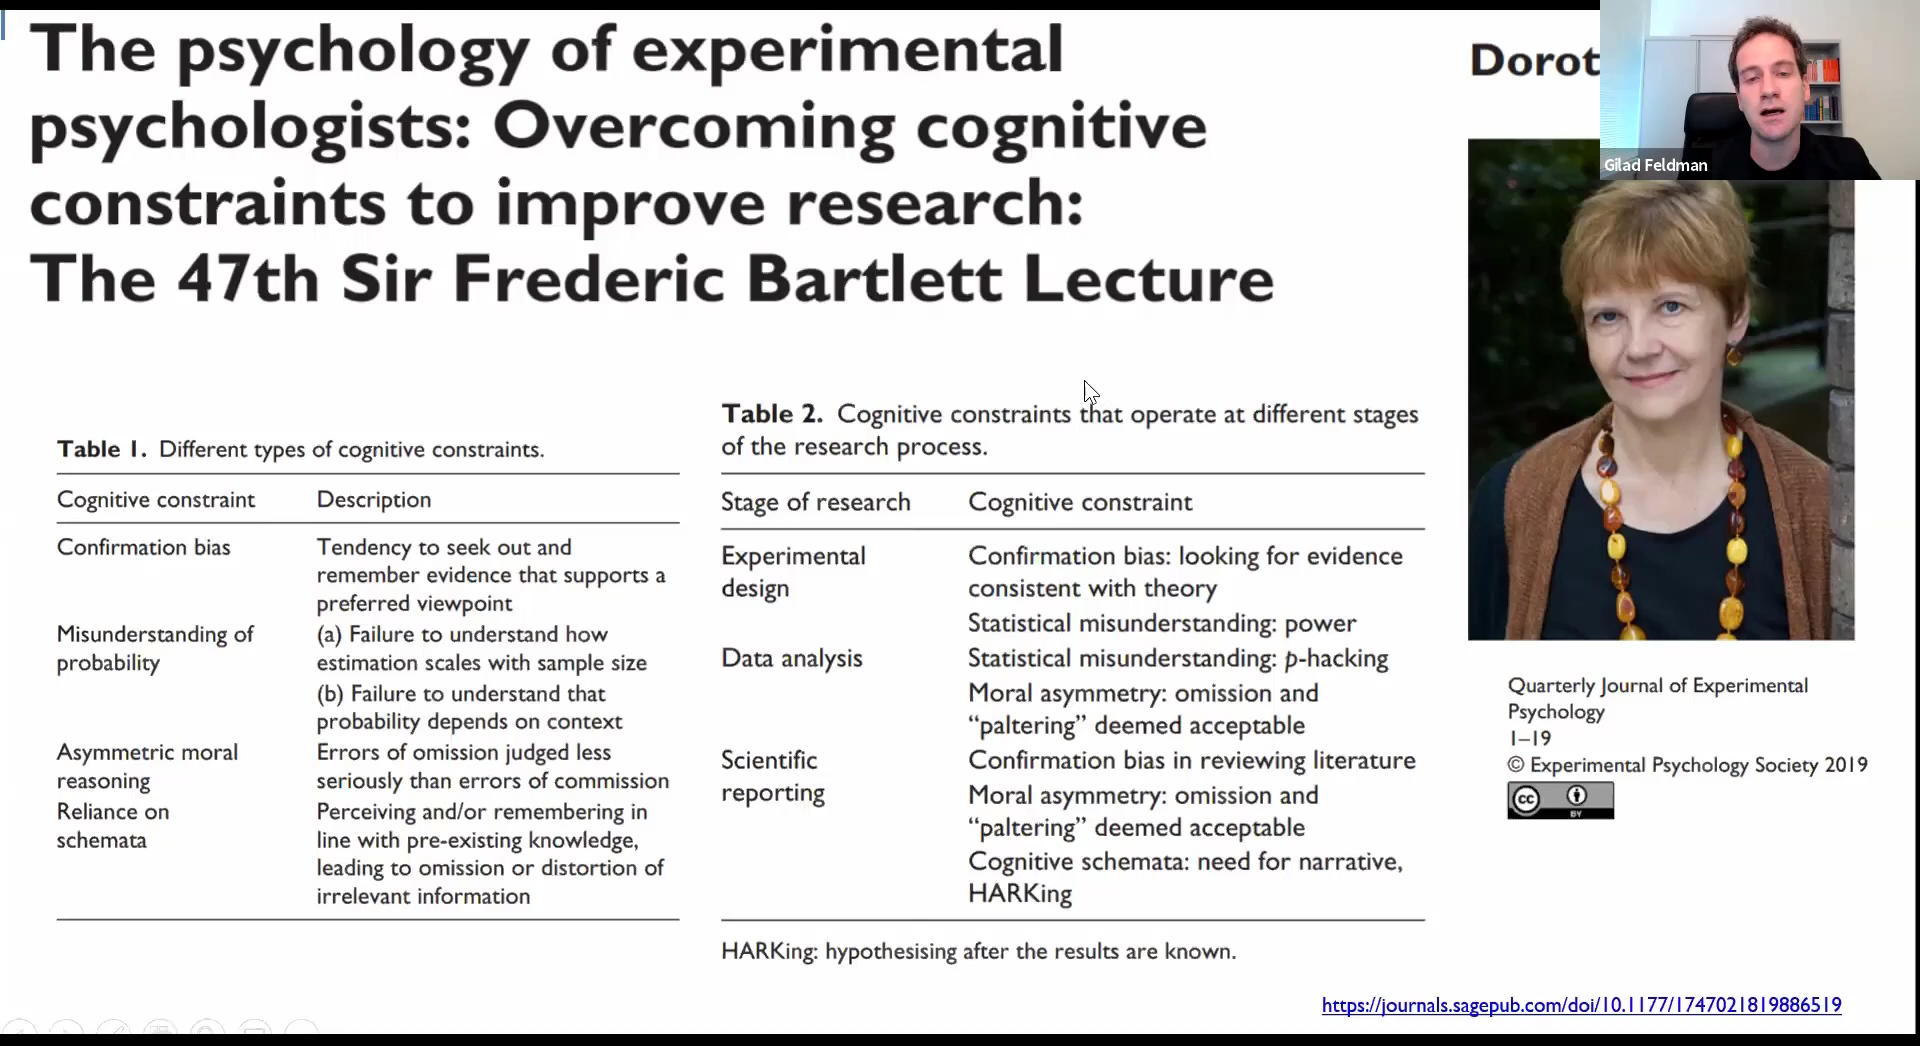 The psychology of experimental
psychologists: Overcoming cognitive
constraints to improve research:
The 47th Sir Frederic Bartlett Lecture
Dorot
Gilad Feldman
Table 1. Different types of cognitive constraints.
Cognitive constraint Description
Confirmation bias Tendency to seek out and
remember evidence that supports a
preferred viewpoint
Misunderstanding of (a) Failure to understand how
probability estimation scales with sample size
(b) Failure to understand that
probability depends on context
Asymmetric moral Errors of omission judged less
reasoning seriously than errors of commission
Reliance on Perceiving and/or remembering in
schemata line with pre-existing knowledge,
leading to omission or distortion of
irrelevant information
Table 2. Cognitive constraints that operate at different stages
of the research process.
Stage of research Cognitive constraint
Experimental Confirmation bias: looking for evidence
design consistent with theory
Statistical misunderstanding: power
Data analysis Statistical misunderstanding: p-hacking
Moral asymmetry: omission and
“paltering” deemed acceptable
Scientific Confirmation bias in reviewing literature
reporting Moral asymmetry: omission and
“paltering” deemed acceptable
Cognitive schemata: need for narrative,
HARKing
HARKing: hypothesising after the results are known.
Quarterly Journal of Experimental
Psychology
1–19
© Experimental Psychology Society 2019
cc BY
https://journals.sagepub.com/doi/10.1177/1747021819886519